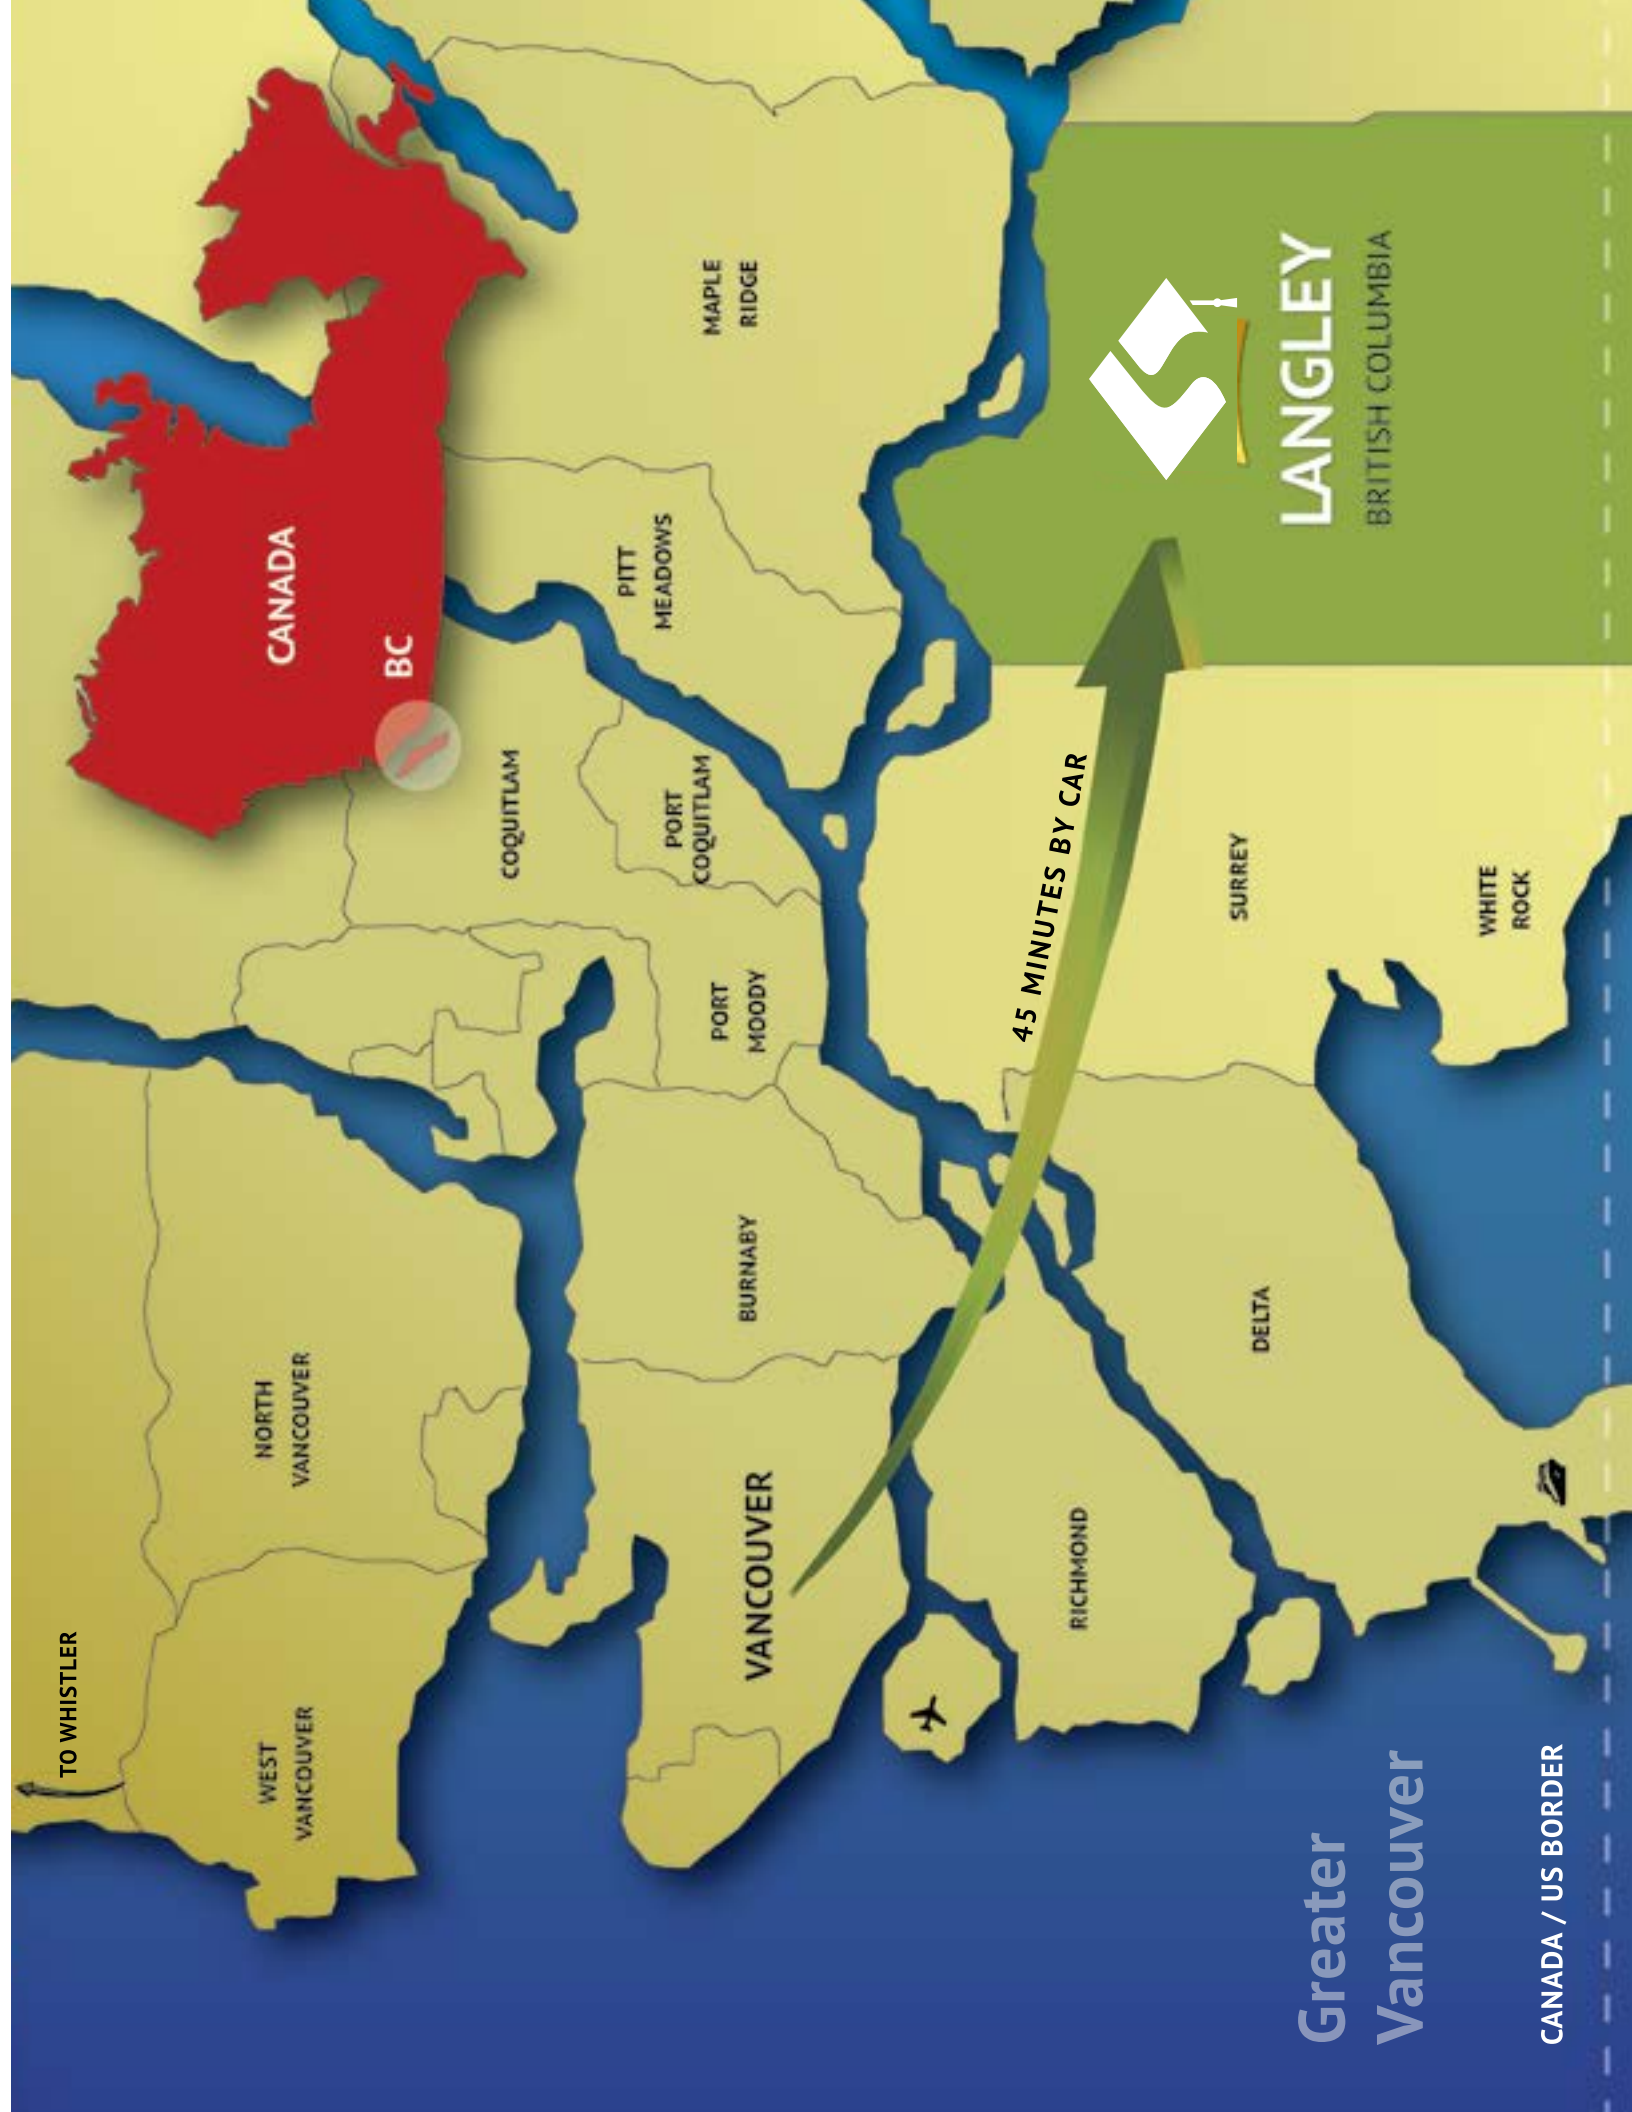 TO WHISTLER
CANADA
BC
WEST
VANCOUVER
NORTH
VANCOUVER
COQUITLAM
PITT
MEADOWS
MAPLE
RIDGE
PORT
COQUITLAM
PORT
MOODY
BURNABY
VANCOUVER
45 MINUTES BY CAR
RICHMOND
DELTA
SURREY
WHITE
ROCK
LANGLEY
BRITISH COLUMBIA
Greater
Vancouver
CANADA / US BORDER